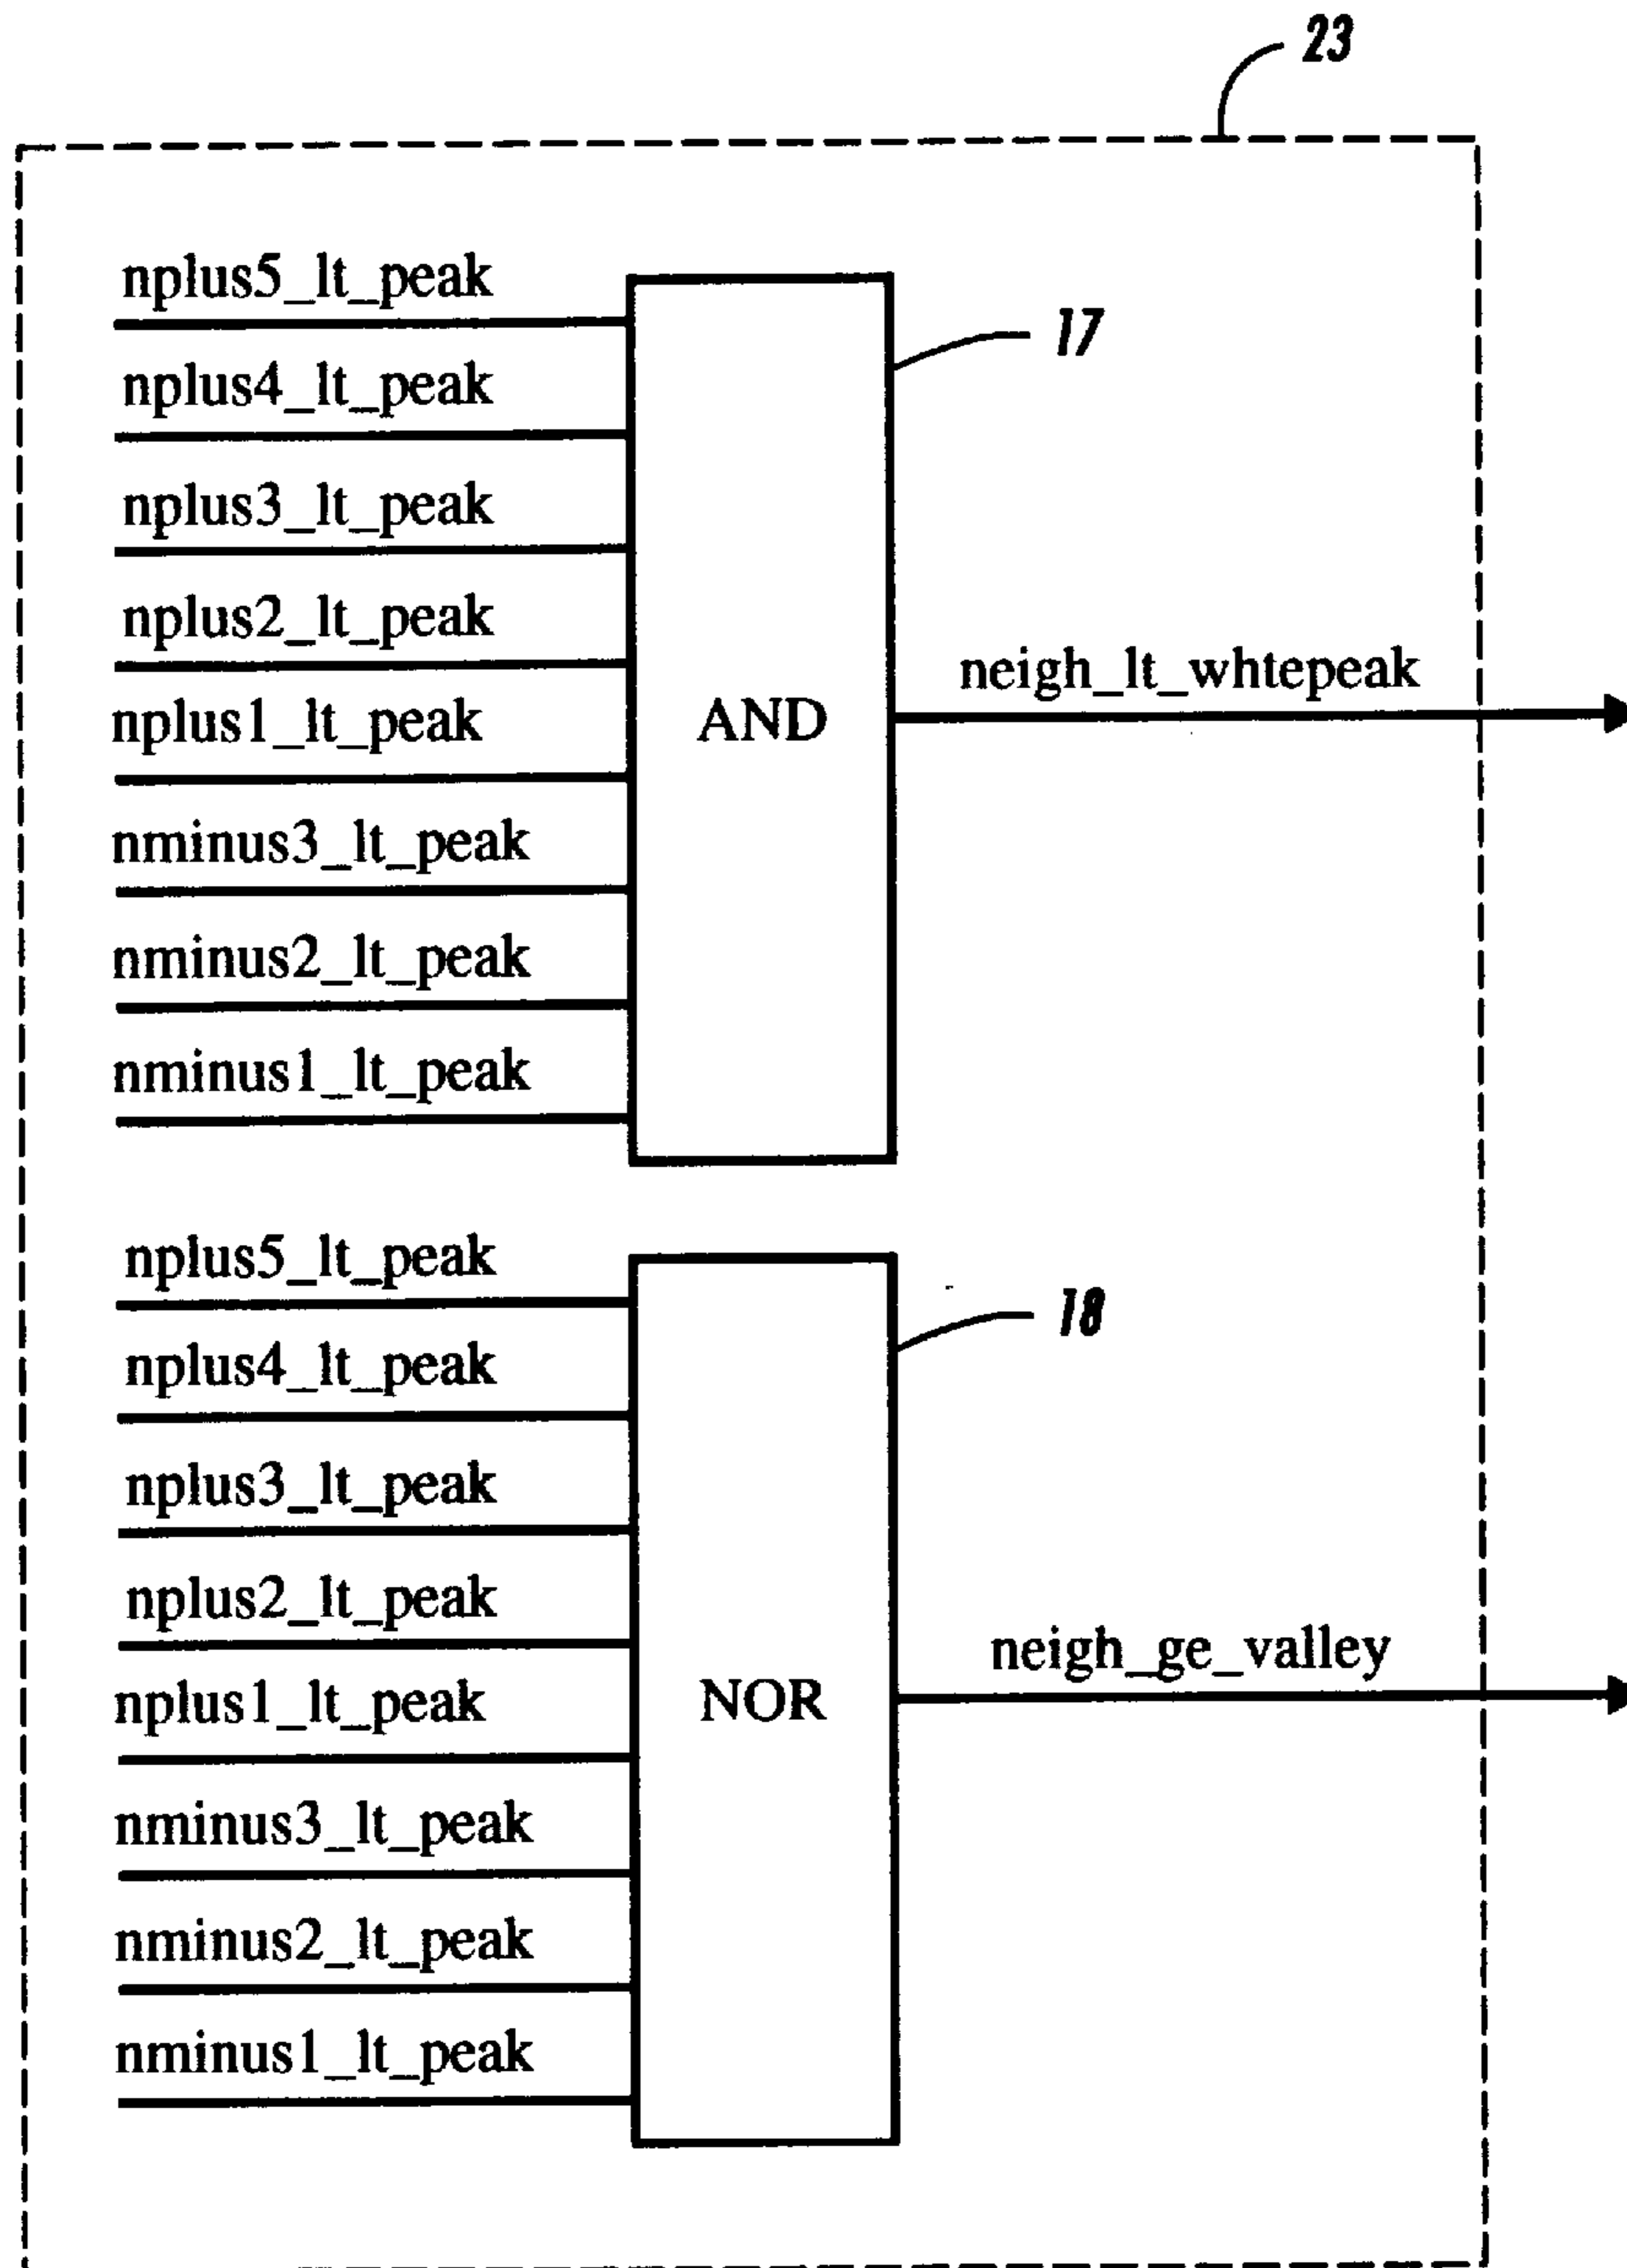 23
nplus5_lt_peak
17
nplus4_lt_peak
nplus3_lt_peak
nplus2_lt_peak
neigh_lt_whtepeak
nplus1_lt_peak
AND
nminus3_lt_peak
nminus2_lt_peak
nminus1_lt_peak
nplus5_lt_peak
18
nplus4_lt_peak
nplus3_lt_peak
nplus2_lt_peak
neigh_ge_valley
nplus1_lt_peak
NOR
nminus3_lt_peak
nminus2_lt_peak
nminus1_lt_peak